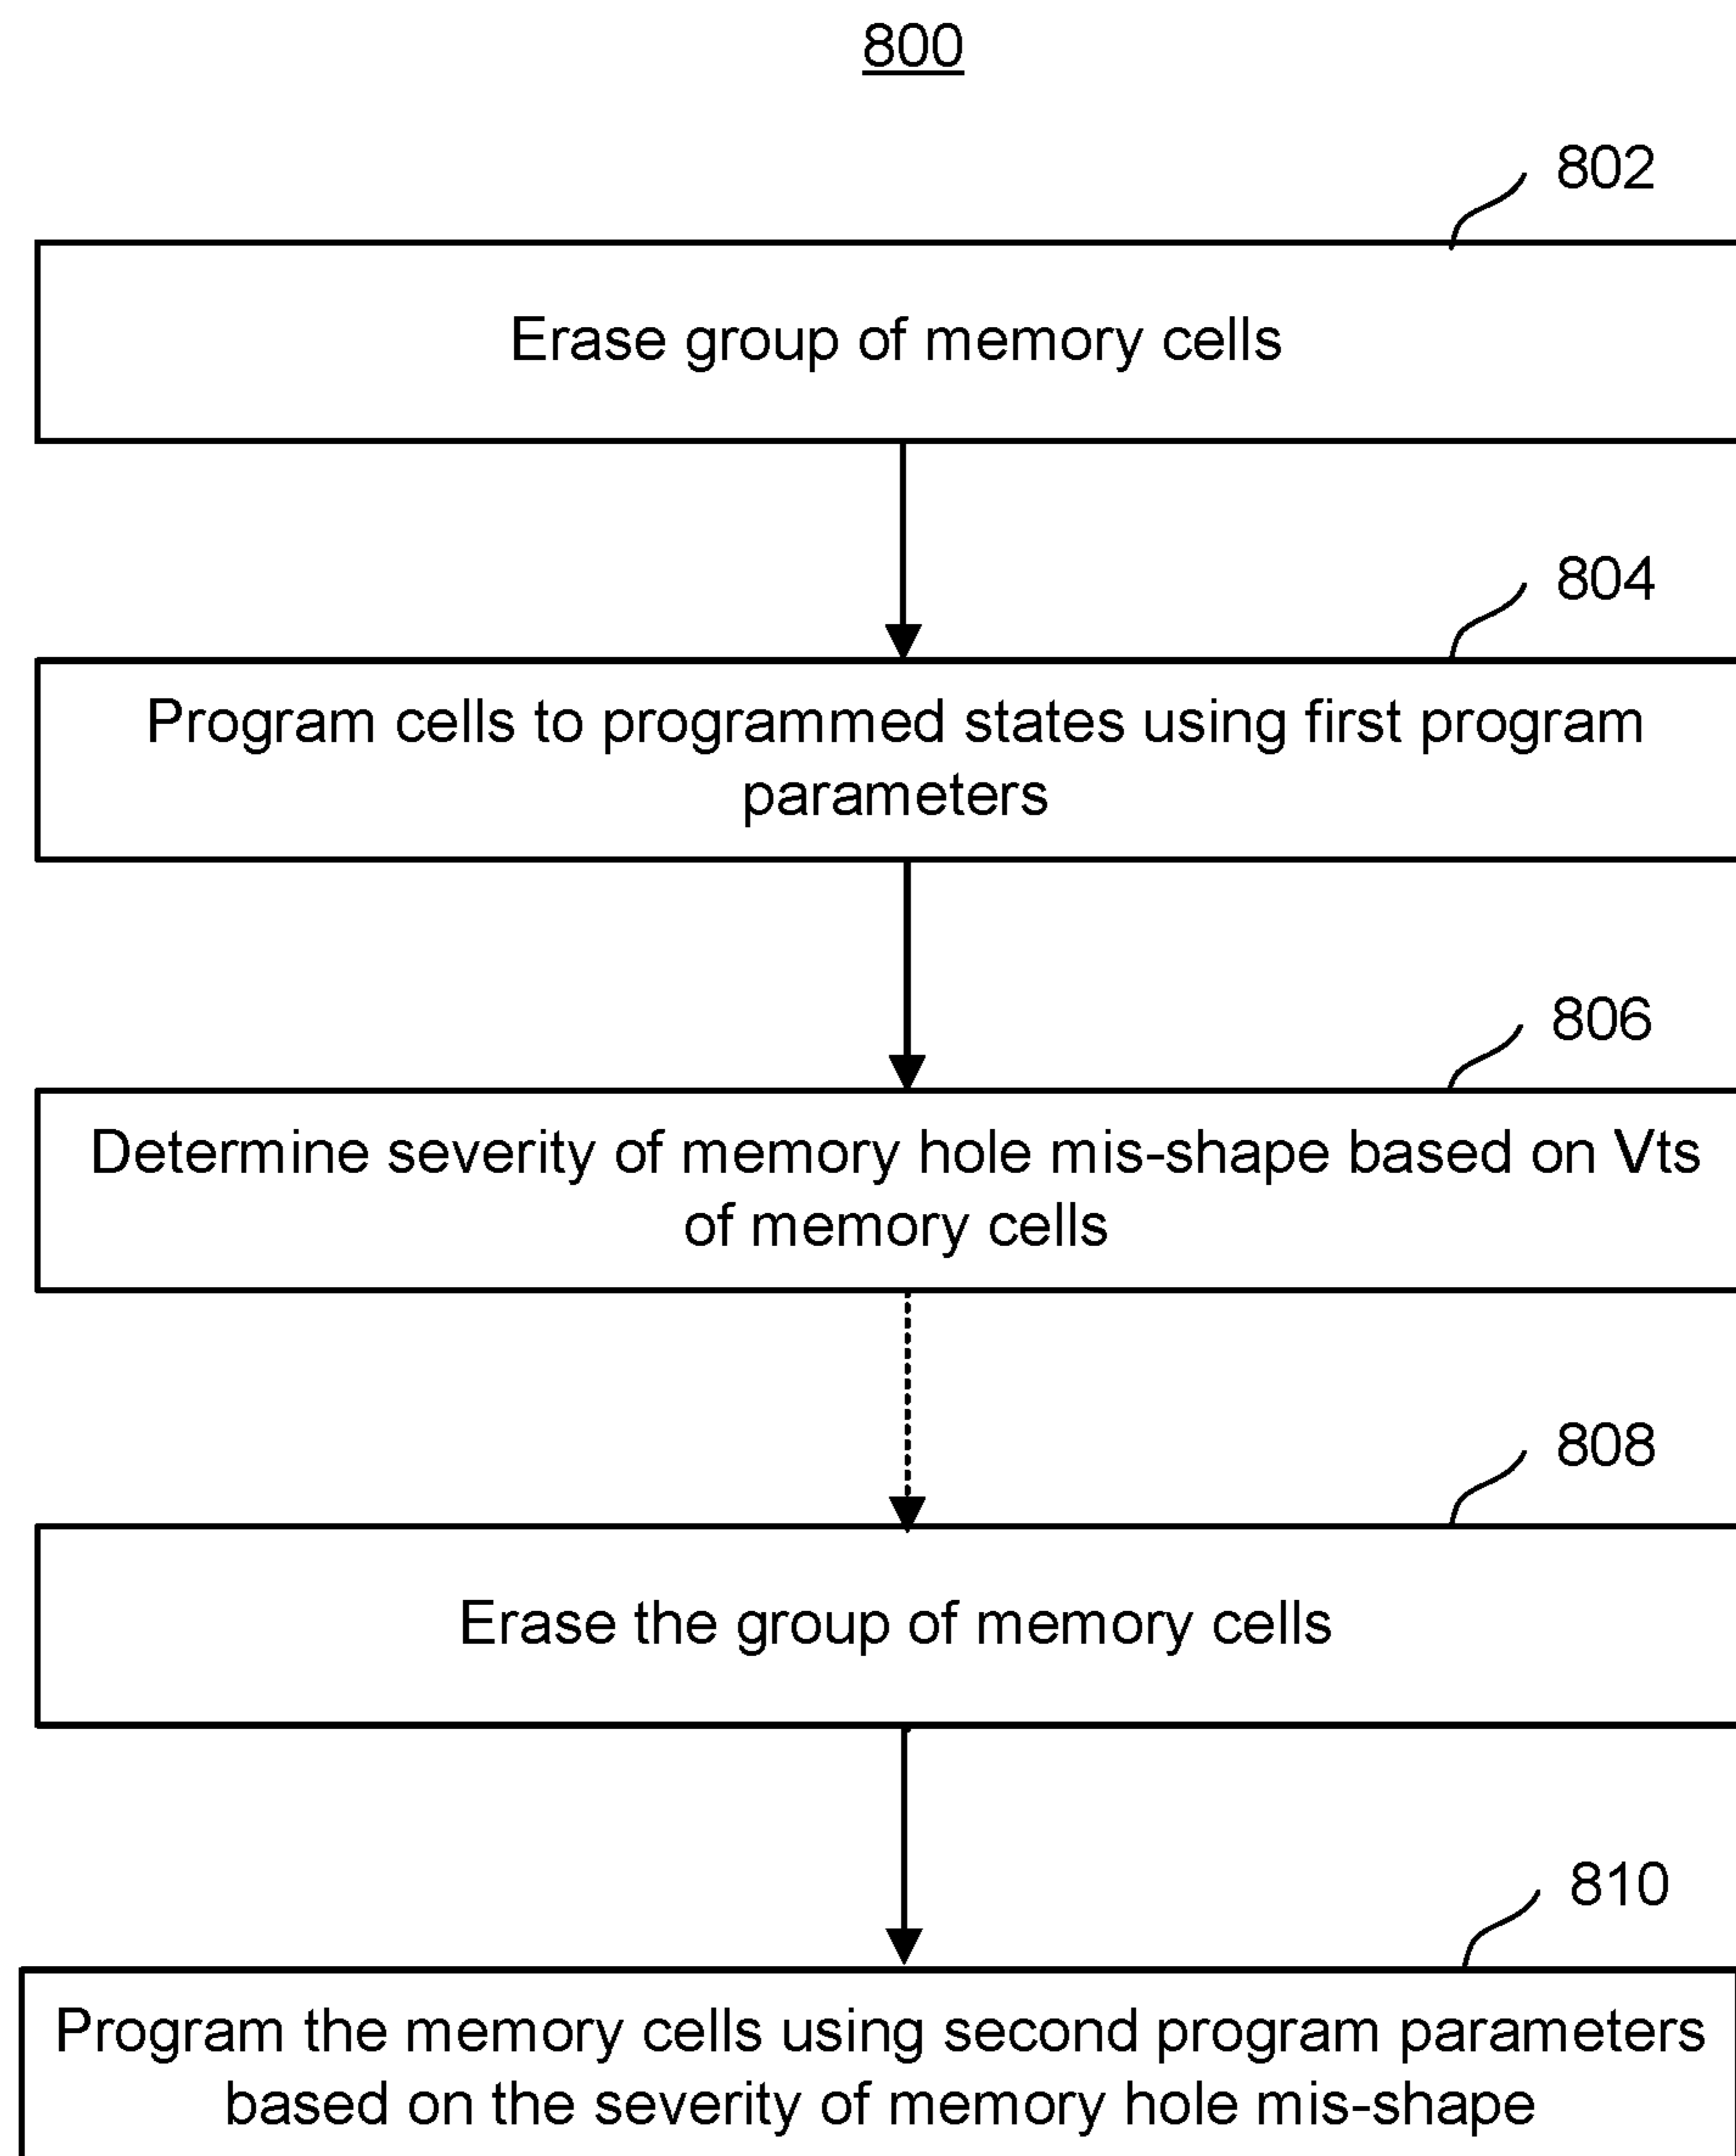 800
802
Erase group of memory cells
804
Program cells to programmed states using first program
parameters
806
Determine severity of memory hole mis-shape based on Vts
of memory cells
808
Erase the group of memory cells
810
Program the memory cells using second program parameters
based on the severity of memory hole mis-shape